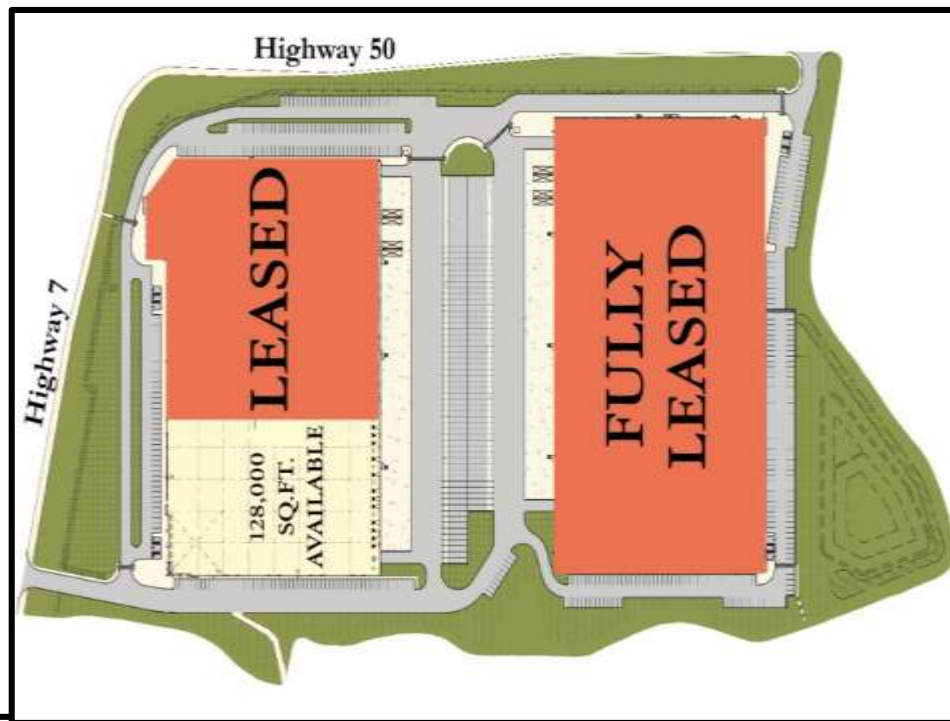 Highway 50
Highway 7
LEASED
128,000
SQ.FT.
AVAILABLE
FULLY
LEASED